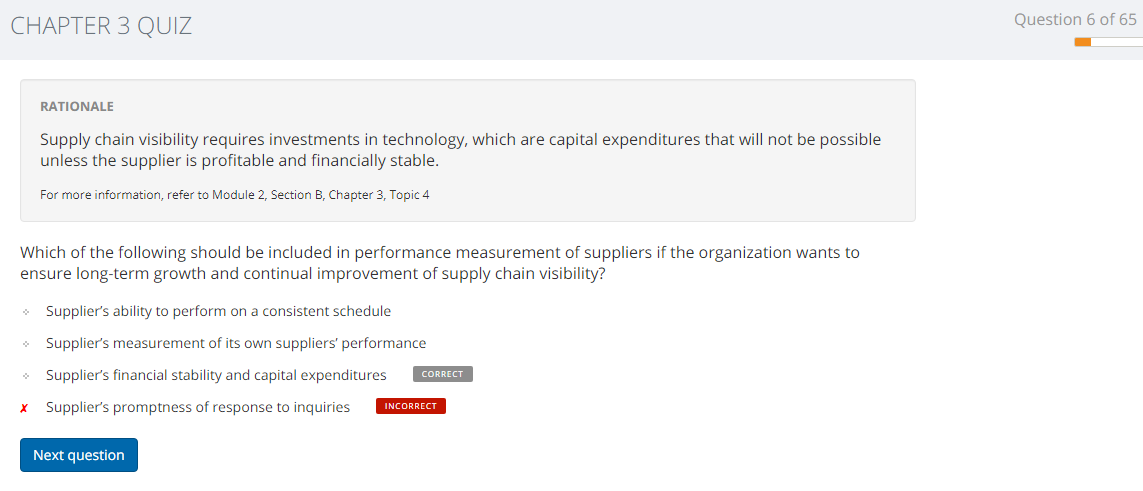 CHAPTER 3 QUIZ
Question 6 of 65
RATIONALE
Supply chain visibility requires investments in technology, which are capital expenditures that will not be possible
unless the supplier is profitable and financially stable.
For more information, refer to Module 2, Section B, Chapter 3, Topic 4
Which of the following should be included in performance measurement of suppliers if the organization wants to
ensure long-term growth and continual improvement of supply chain visibility?
Supplier’s ability to perform on a consistent schedule
Supplier’s measurement of its own suppliers’ performance
Supplier’s financial stability and capital expenditures CORRECT
✗ Supplier’s promptness of response to inquiries INCORRECT
Next question